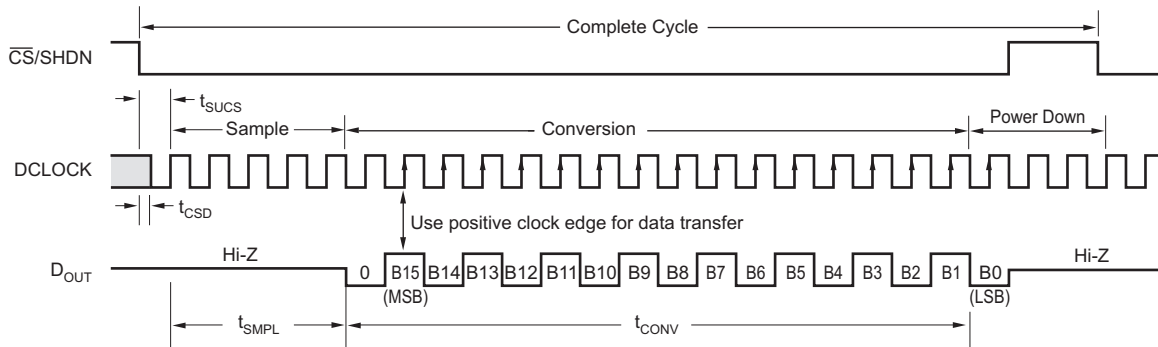 Complete Cycle
CS/SHDN
tSUCS
Sample
Conversion
Power Down
DCLOCK
tCSD
Use positive clock edge for data transfer
Hi-Z
Hi-Z
DOUT
0 B15 B14 B13 B12 B11 B10 B9 B8 B7 B6 B5 B4 B3 B2 B1 B0
(MSB) (LSB)
tSMPL
tCONV